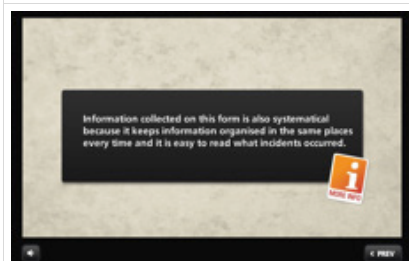 Information collected on this form is also systematical
because it keeps information organised in the same places
every time and it is easy to read what incidents occurred.
i
MORE INFO
< PREV